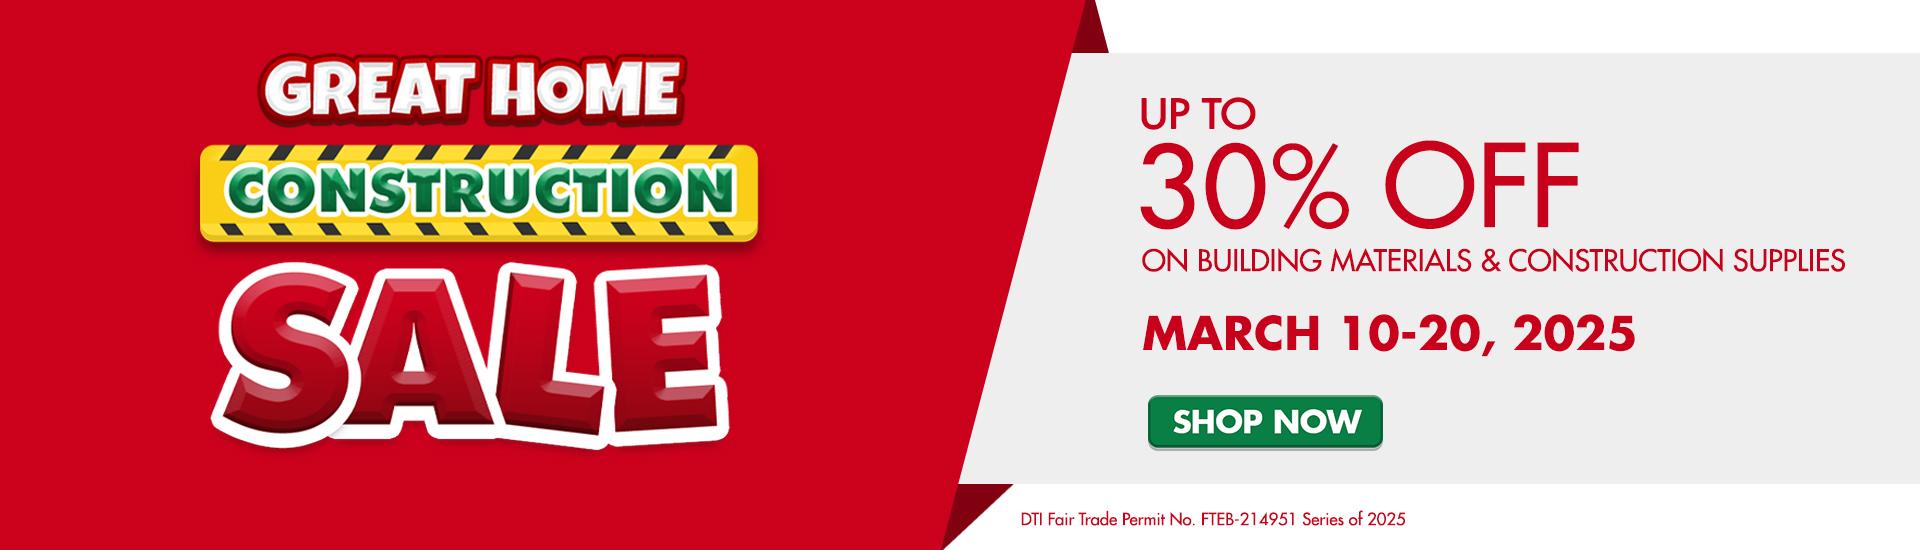 GREAT HOME
CONSTRUCTION
SALE
UP TO
30% OFF
ON BUILDING MATERIALS & CONSTRUCTION SUPPLIES
MARCH 10-20, 2025
SHOP NOW
DTI Fair Trade Permit No. FTEB-214951 Series of 2025